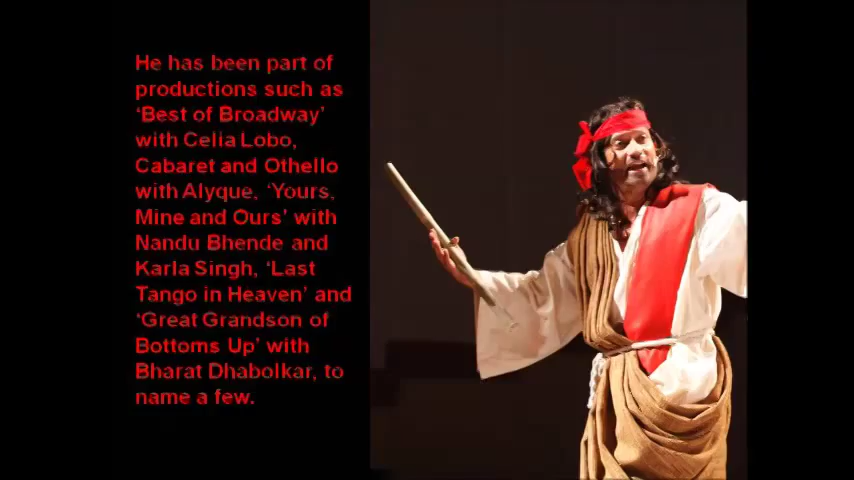 He has been part of
productions such as
‘Best of Broadway’
with Celia Lobo,
Cabaret and Othello
with Alyque, ‘Yours,
Mine and Ours’ with
Nandu Bhende and
Karla Singh, ‘Last
Tango in Heaven’ and
‘Great Grandson of
Bottoms Up’ with
Bharat Dhabolkar, to
name a few.